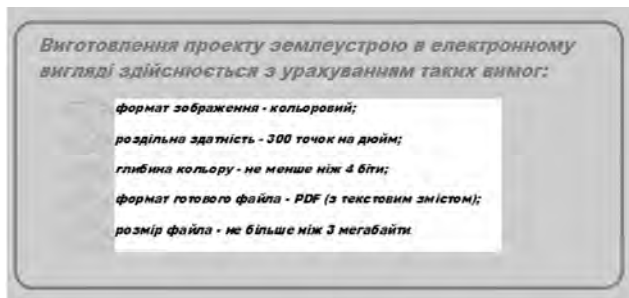 Виготовлення проекту землеустрою в електронному
вигляді здійснюється з урахуванням таких вимог:
формат зображення - кольоровий;
роздільна здатність - 300 точок на дюйм;
глибина кольору - не менше ніж 4 біти;
формат готового файла - PDF (з текстовим змістом);
розмір файла - не більше ніж 3 мегабайти